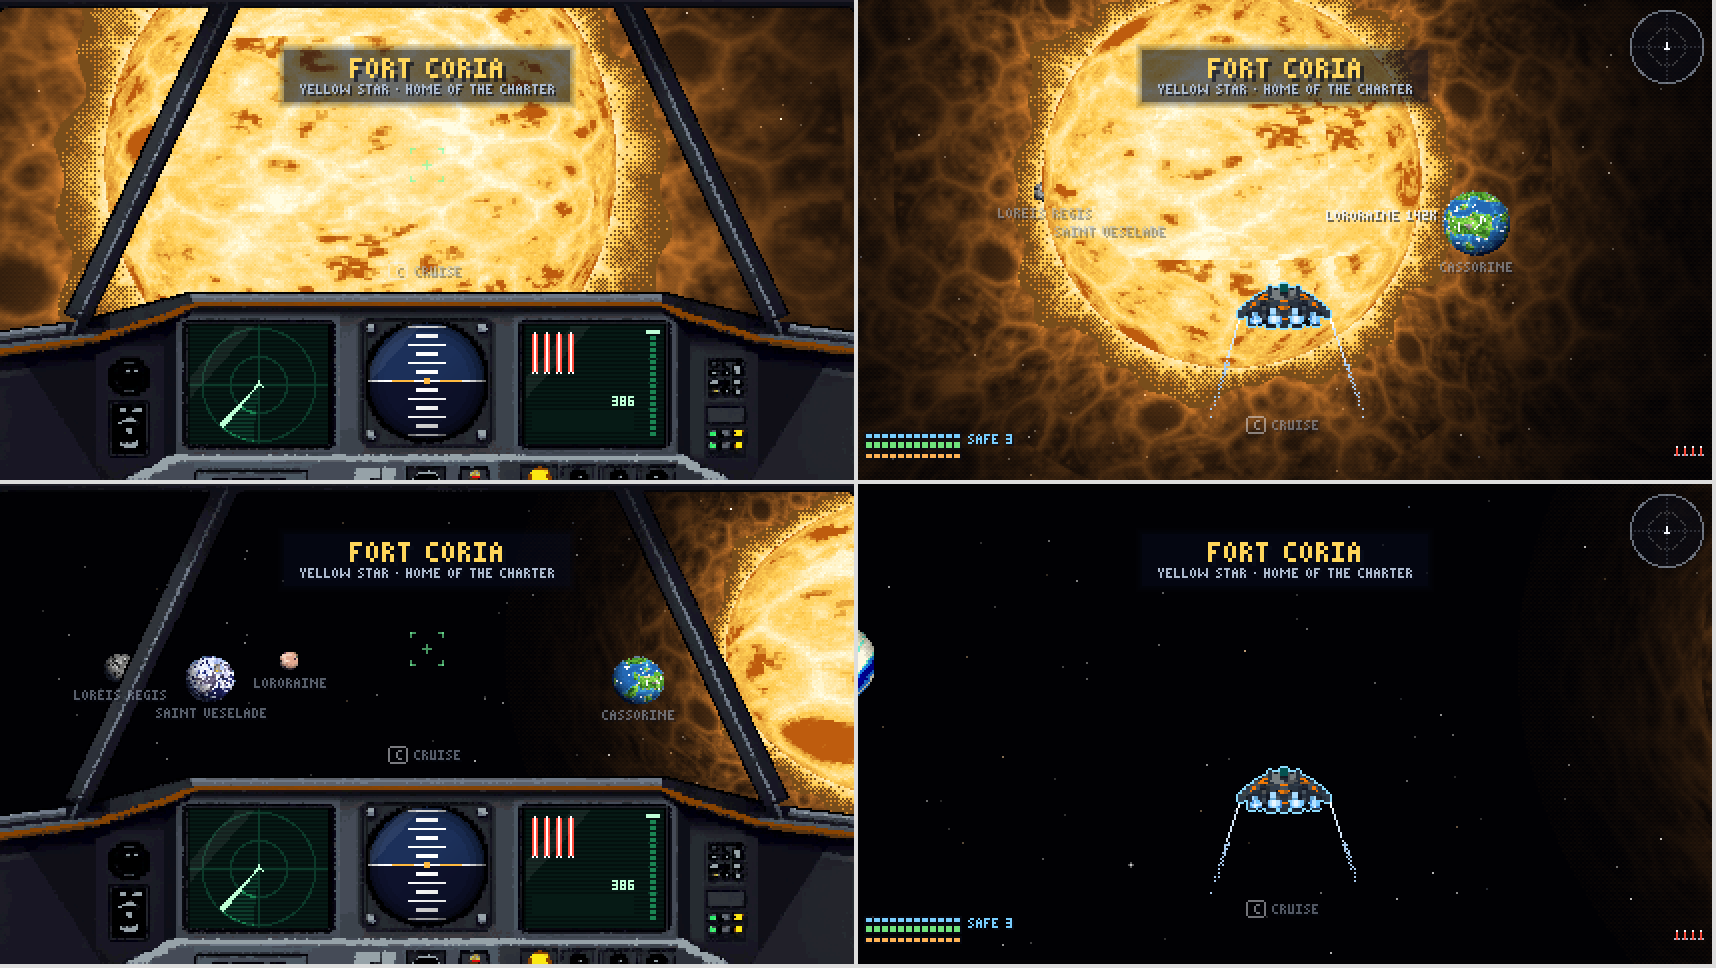 FORT CORIA
YELLOW STAR · HOME OF THE CHARTER
C CRUISE
386
FORT CORIA
YELLOW STAR · HOME OF THE CHARTER
LOREIS REGIS
SAINT VESELADE
LORORAINE 142K
CASSORINE
C CRUISE
SAFE 3
FORT CORIA
YELLOW STAR · HOME OF THE CHARTER
LOREIS REGIS
SAINT VESELADE
LORORAINE
CASSORINE
C CRUISE
386
FORT CORIA
YELLOW STAR · HOME OF THE CHARTER
C CRUISE
SAFE 3